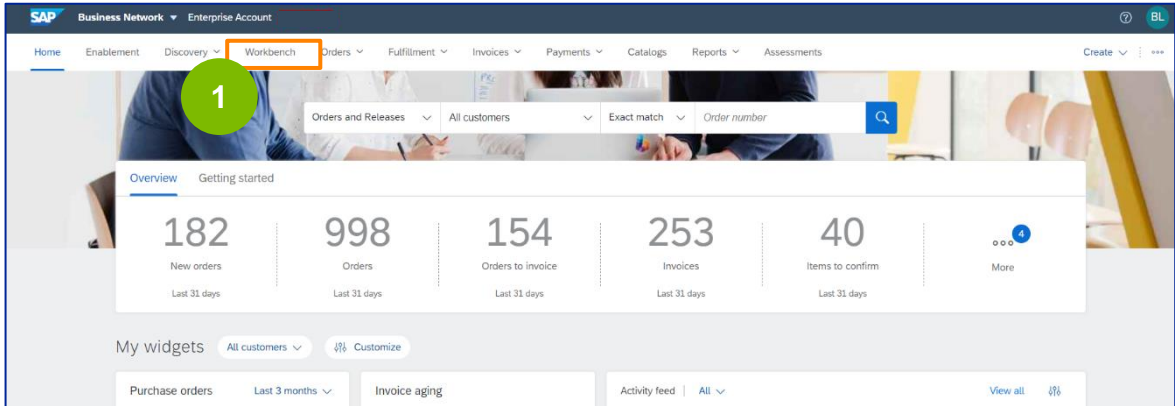 SAP Business Network Enterprise Account BL
Home Enablement Discovery Workbench Orders Fulfillment Invoices Payments Catalogs Reports Assessments Create
1
Orders and Releases All customers Exact match Order number
Overview Getting started
182 998 154 253 40 4
New orders Orders Orders to invoice Invoices Items to confirm More
Last 31 days Last 31 days Last 31 days Last 31 days Last 31 days
My widgets All customers Customize
Purchase orders Last 3 months Invoice aging Activity feed All View all